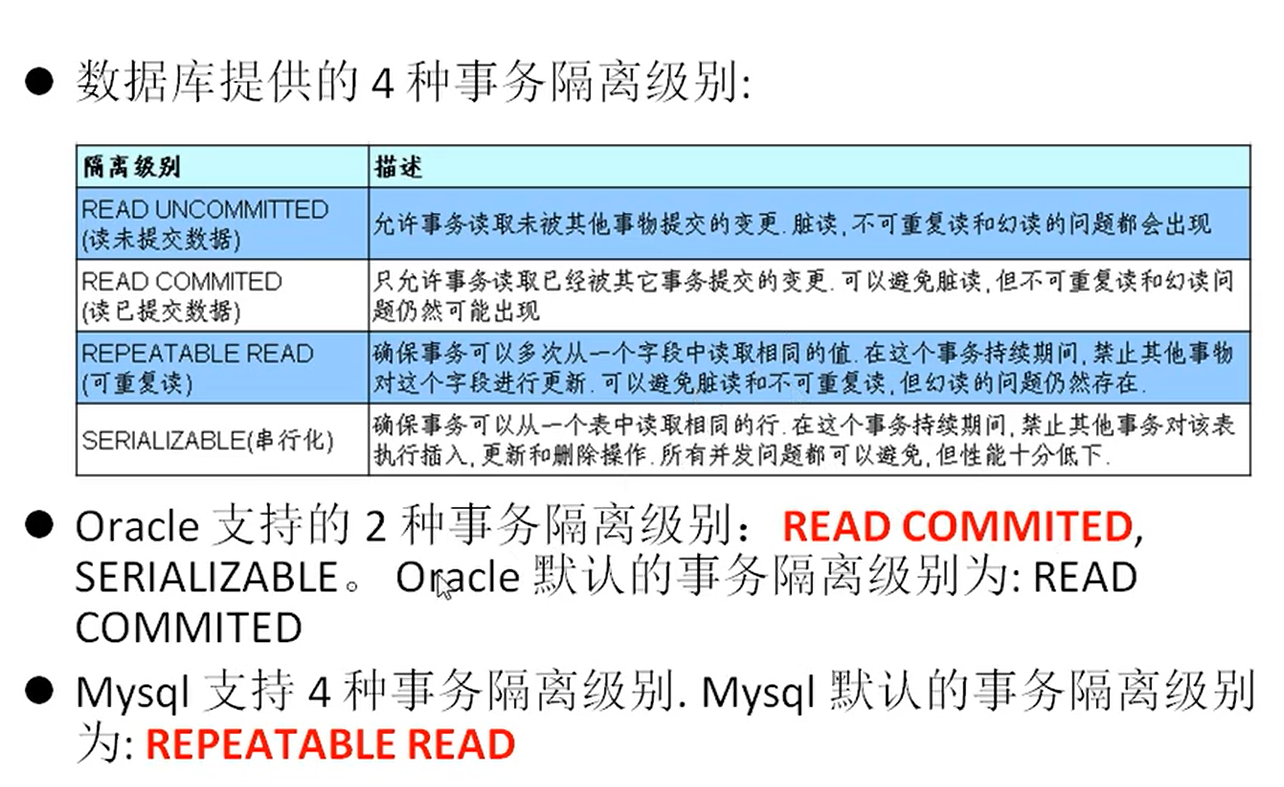 ● 数据库提供的 4 种事务隔离级别:
隔离级别 描述
READ UNCOMMITTED
(读未提交数据)
允许事务读取未被其他事物提交的变更.脏读,不可重复读和幻读的问题都会出现
READ COMMITED
(读已提交数据)
只允许事务读取已经被其它事务提交的变更.可以避免脏读,但不可重复读和幻读问
题仍然可能出现
REPEATABLE READ
(可重复读)
确保事务可以多次从一个字段中读取相同的值.在这个事务持续期间,禁止其他事物
对这个字段进行更新.可以避免脏读和不可重复读,但幻读的问题仍然存在.
SERIALIZABLE(串行化)
确保事务可以从一个表中读取相同的行.在这个事务持续期间,禁止其他事务对该表
执行插入,更新和删除操作.所有并发问题都可以避免,但性能十分低下.
● Oracle 支持的 2 种事务隔离级别：READ COMMITED,
SERIALIZABLE。 Oracle 默认的事务隔离级别为: READ
COMMITED
● Mysql 支持 4 种事务隔离级别. Mysql 默认的事务隔离级别
为: REPEATABLE READ